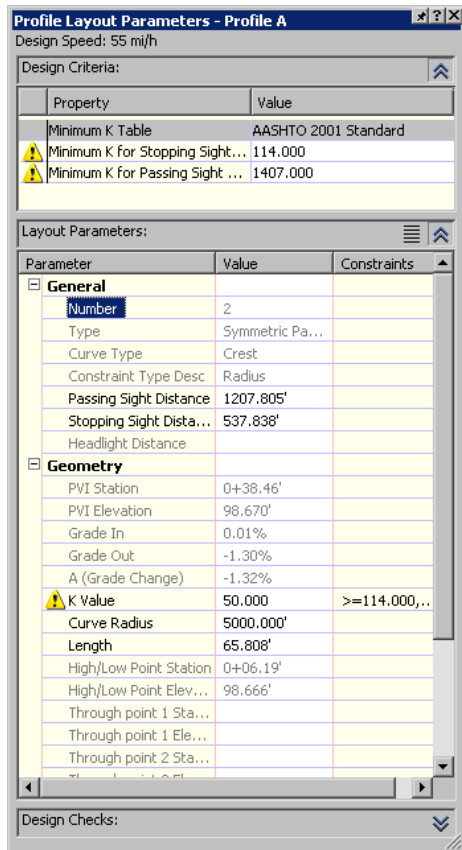 Profile Layout Parameters - Profile A
Design Speed: 55 mi/h
Design Criteria:
Property Value
Minimum K Table AASHTO 2001 Standard
Minimum K for Stopping Sight... 114.000
Minimum K for Passing Sight ... 1407.000
Layout Parameters:
Parameter Value Constraints
General
Number 2
Type Symmetric Pa...
Curve Type Crest
Constraint Type Desc Radius
Passing Sight Distance 1207.805'
Stopping Sight Dista... 537.838'
Headlight Distance
Geometry
PVI Station 0+38.46'
PVI Elevation 98.670'
Grade In 0.01%
Grade Out -1.30%
A (Grade Change) -1.32%
K Value 50.000 >=114.000,..
Curve Radius 5000.000'
Length 65.808'
High/Low Point Station 0+06.19'
High/Low Point Elev... 98.666'
Through point 1 Sta...
Through point 1 Ele...
Through point 2 Sta...
Design Checks: